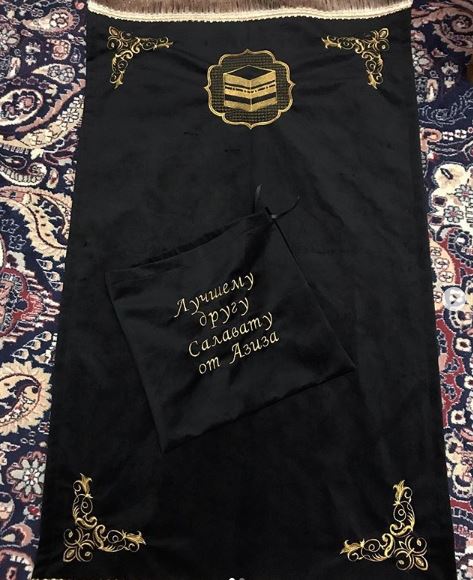 Лучшему
другу
Салавату
от Азиза